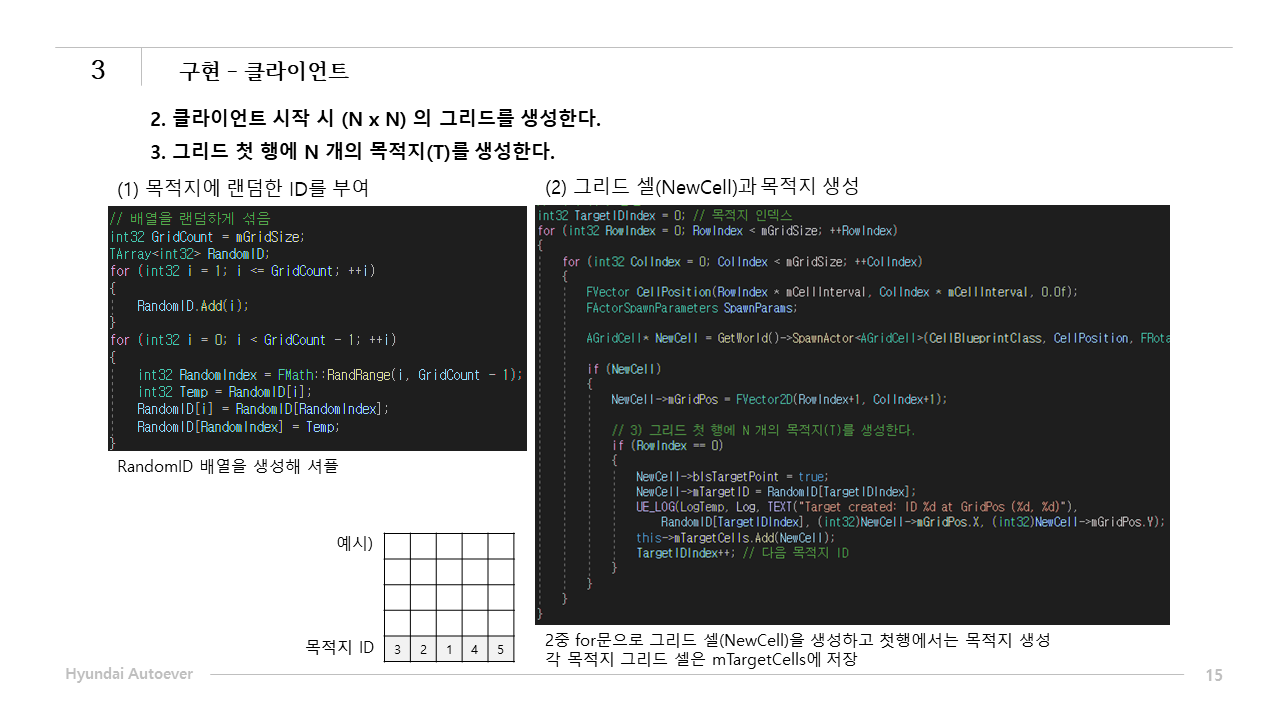 3
구현 - 클라이언트
2. 클라이언트 시작 시 (N x N) 의 그리드를 생성한다.
3. 그리드 첫 행에 N 개의 목적지(T)를 생성한다.
(1) 목적지에 랜덤한 ID를 부여
// 배열을 랜덤하게 섞음
int32 GridCount = mGridSize;
TArray<int32> RandomID;
for (int32 i = 1; i <= GridCount; ++i)
{
RandomID.Add(i);
}
for (int32 i = 0; i < GridCount - 1; ++i)
{
int32 RandomIndex = FMath::RandRange(i, GridCount - 1);
int32 Temp = RandomID[i];
RandomID[i] = RandomID[RandomIndex];
RandomID[RandomIndex] = Temp;
}
RandomID 배열을 생성해 셔플
예시)
목적지 ID
3 2 1 4 5
(2) 그리드 셀(NewCell)과 목적지 생성
int32 TargetIDIndex = 0; // 목적지 인덱스
for (int32 RowIndex = 0; RowIndex < mGridSize; ++RowIndex)
{
for (int32 ColIndex = 0; ColIndex < mGridSize; ++ColIndex)
{
FVector CellPosition(RowIndex * mCellInterval, ColIndex * mCellInterval, 0.0f);
FActorSpawnParameters SpawnParams;
AGridCell* NewCell = GetWorld()->SpawnActor<AGridCell>(CellBlueprintClass, CellPosition, FRota
if (NewCell)
{
NewCell->mGridPos = FVector2D(RowIndex+1, ColIndex+1);
// 3) 그리드 첫 행에 N 개의 목적지(T)를 생성한다.
if (RowIndex == 0)
{
NewCell->bIsTargetPoint = true;
NewCell->mTargetID = RandomID[TargetIDIndex];
UE_LOG(LogTemp, Log, TEXT("Target created: ID %d at GridPos (%d, %d)"),
RandomID[TargetIDIndex], (int32)NewCell->mGridPos.X, (int32)NewCell->mGridPos.Y);
this->mTargetCells.Add(NewCell);
TargetIDIndex++; // 다음 목적지 ID
}
}
}
}
2중 for문으로 그리드 셀(NewCell)을 생성하고 첫행에서는 목적지 생성
각 목적지 그리드 셀은 mTargetCells에 저장
Hyundai Autoever
15